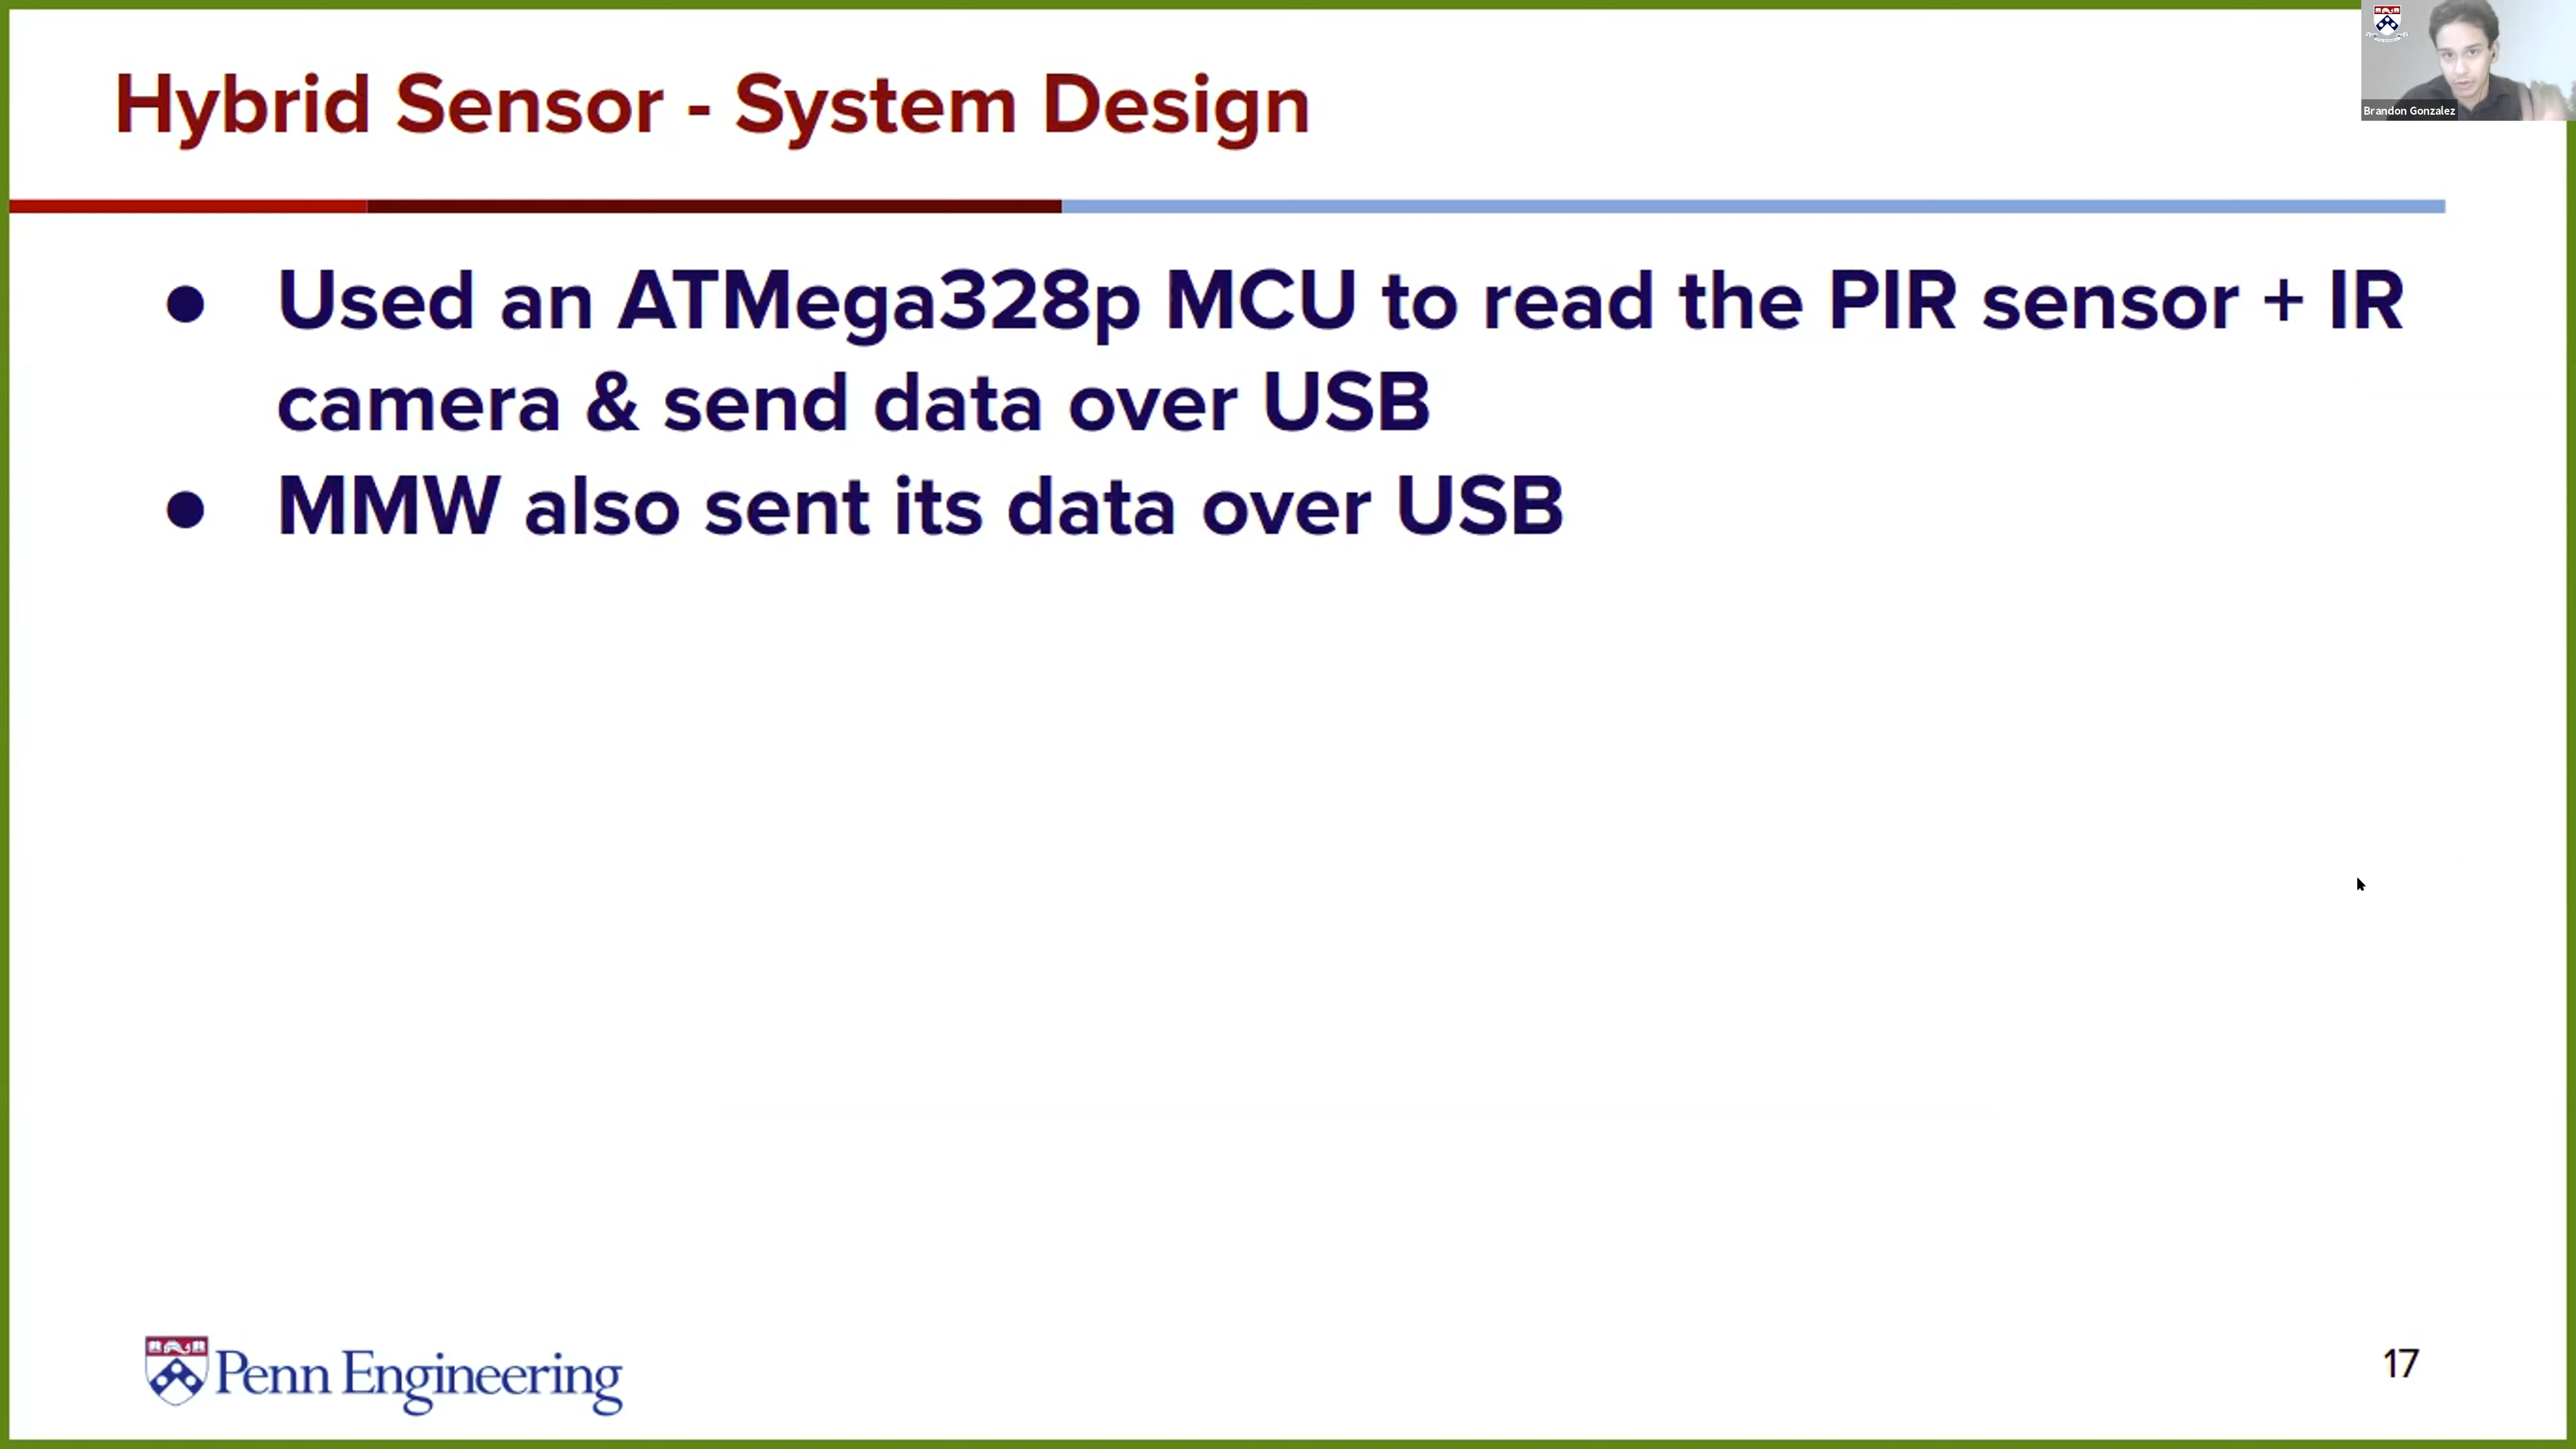 Hybrid Sensor - System Design
Brandon Gonzalez
● Used an ATMega328p MCU to read the PIR sensor + IR
camera & send data over USB
● MMW also sent its data over USB
Penn Engineering
17